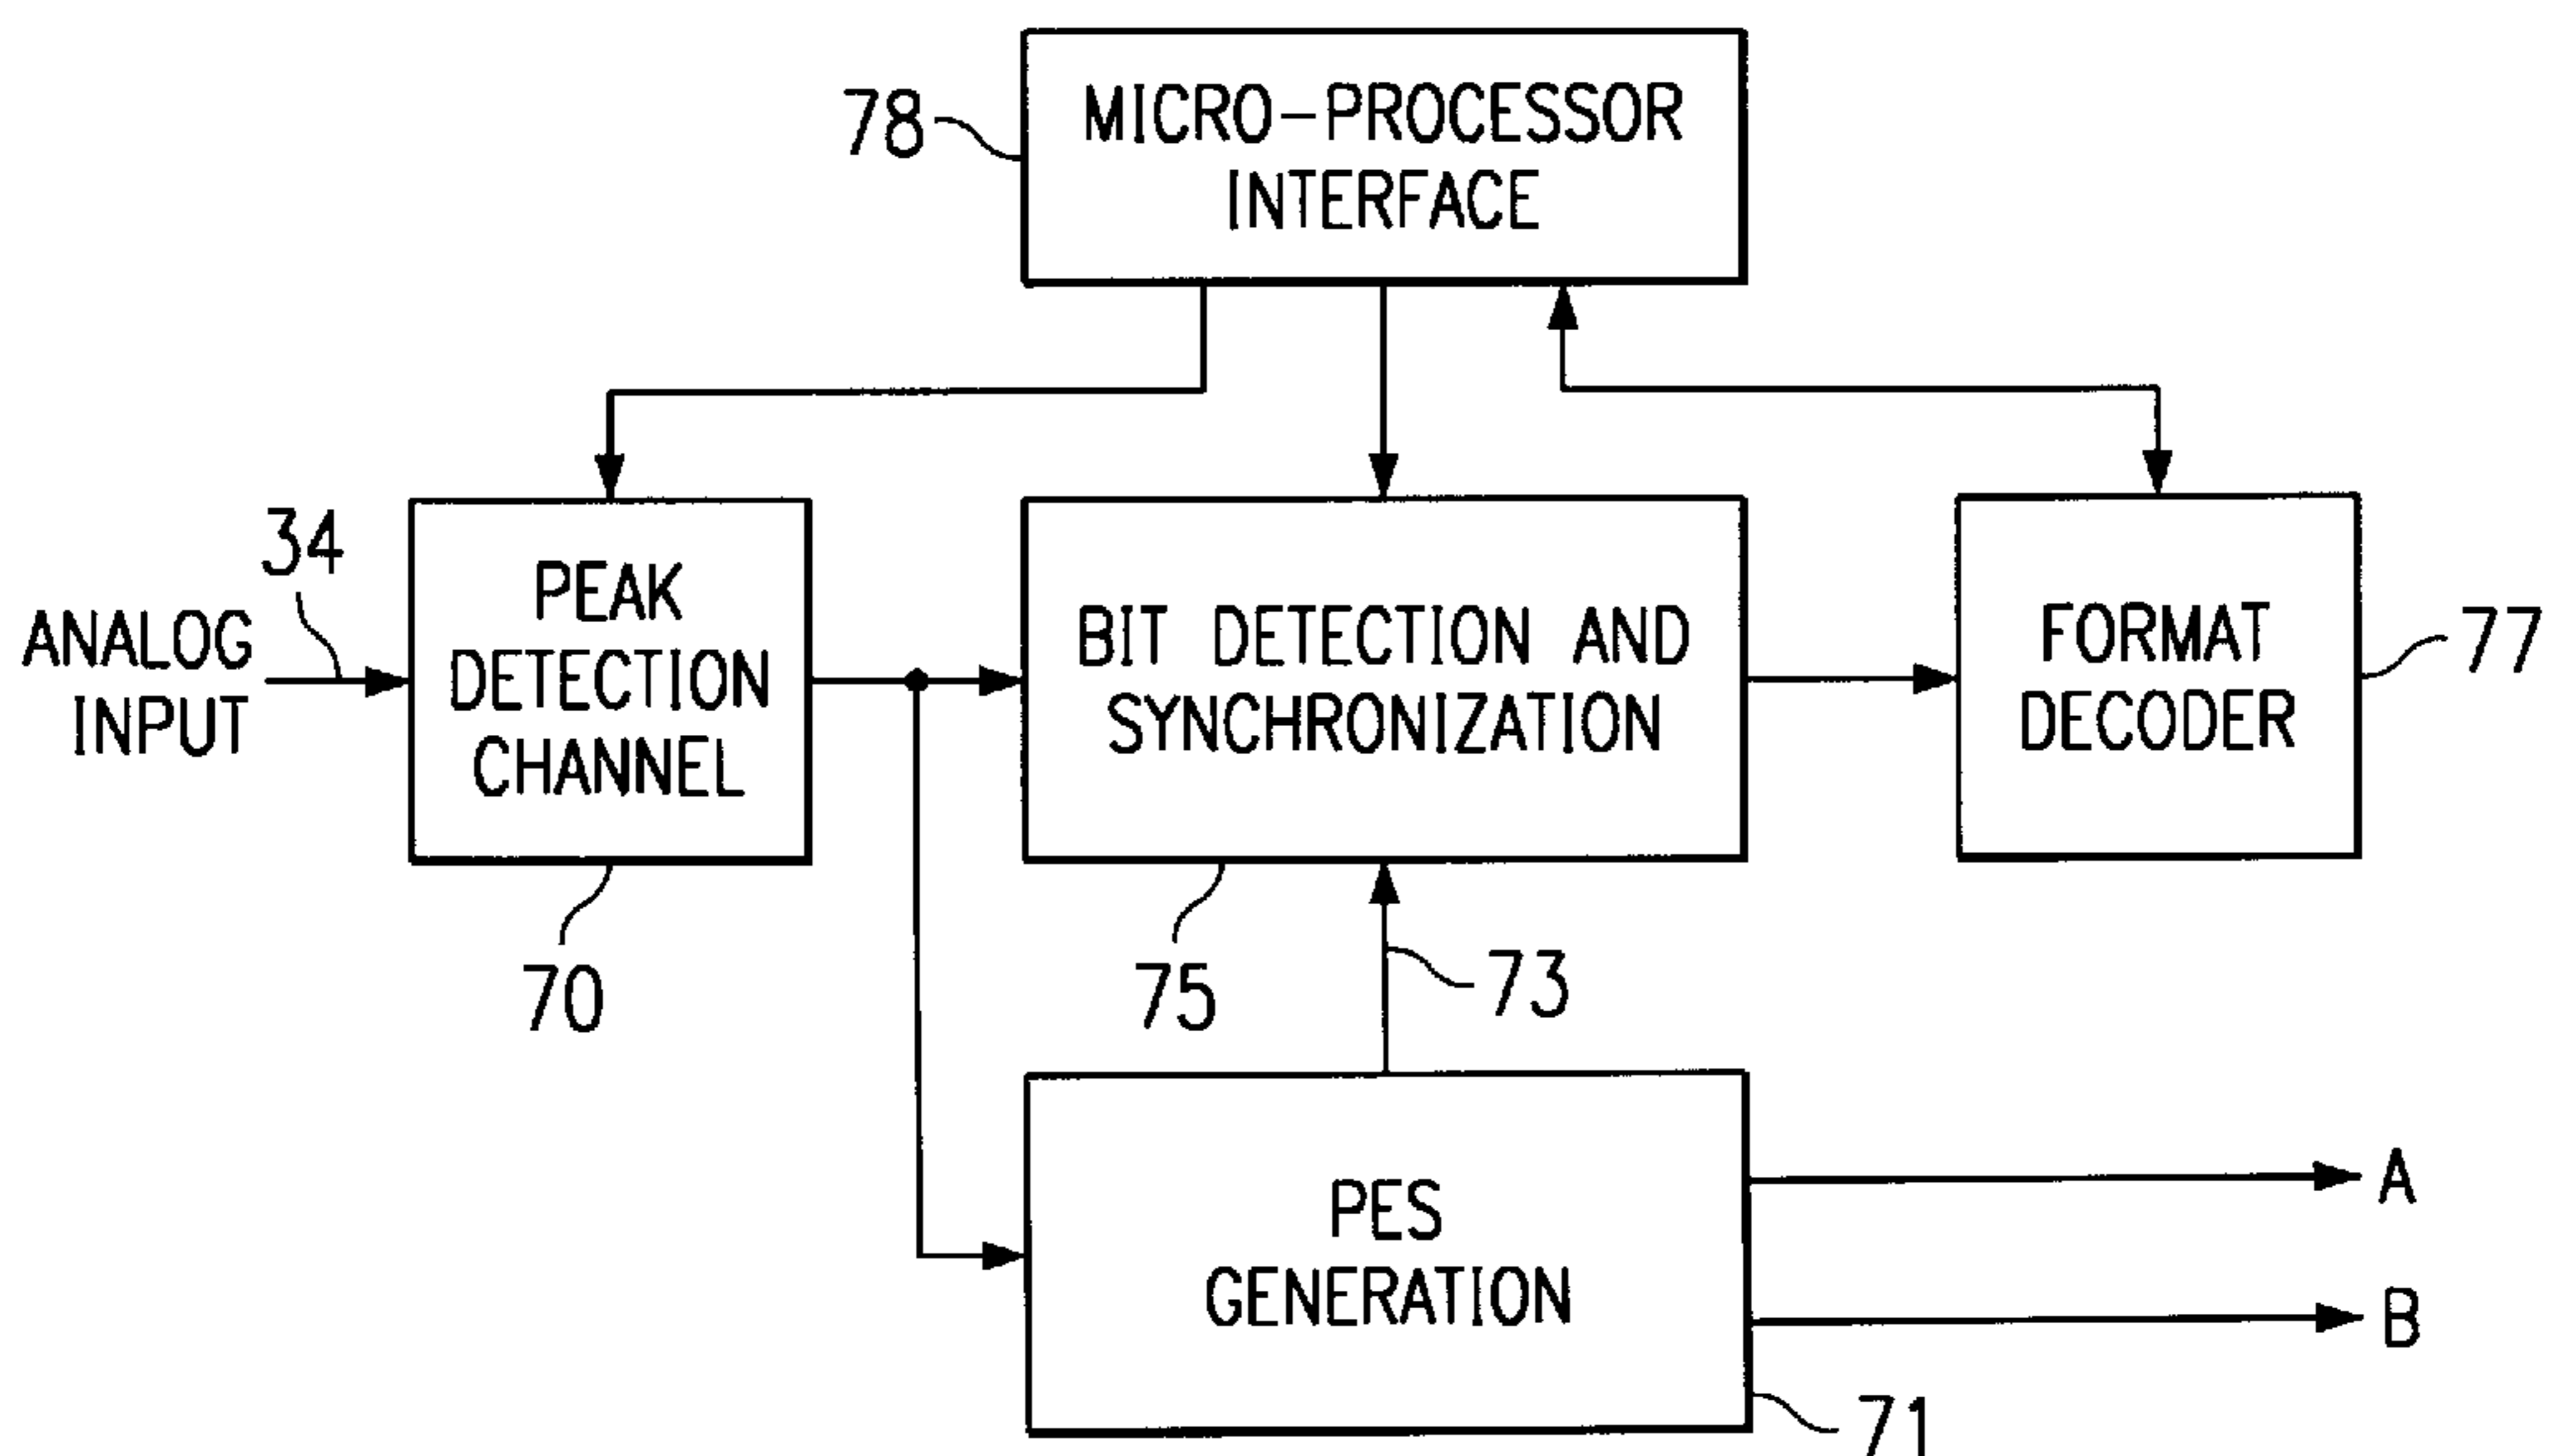 78
MICRO-PROCESSOR
INTERFACE
34
ANALOG
INPUT
PEAK
DETECTION
CHANNEL
70
BIT DETECTION AND
SYNCHRONIZATION
75
73
FORMAT
DECODER
77
PES
GENERATION
71
A
B